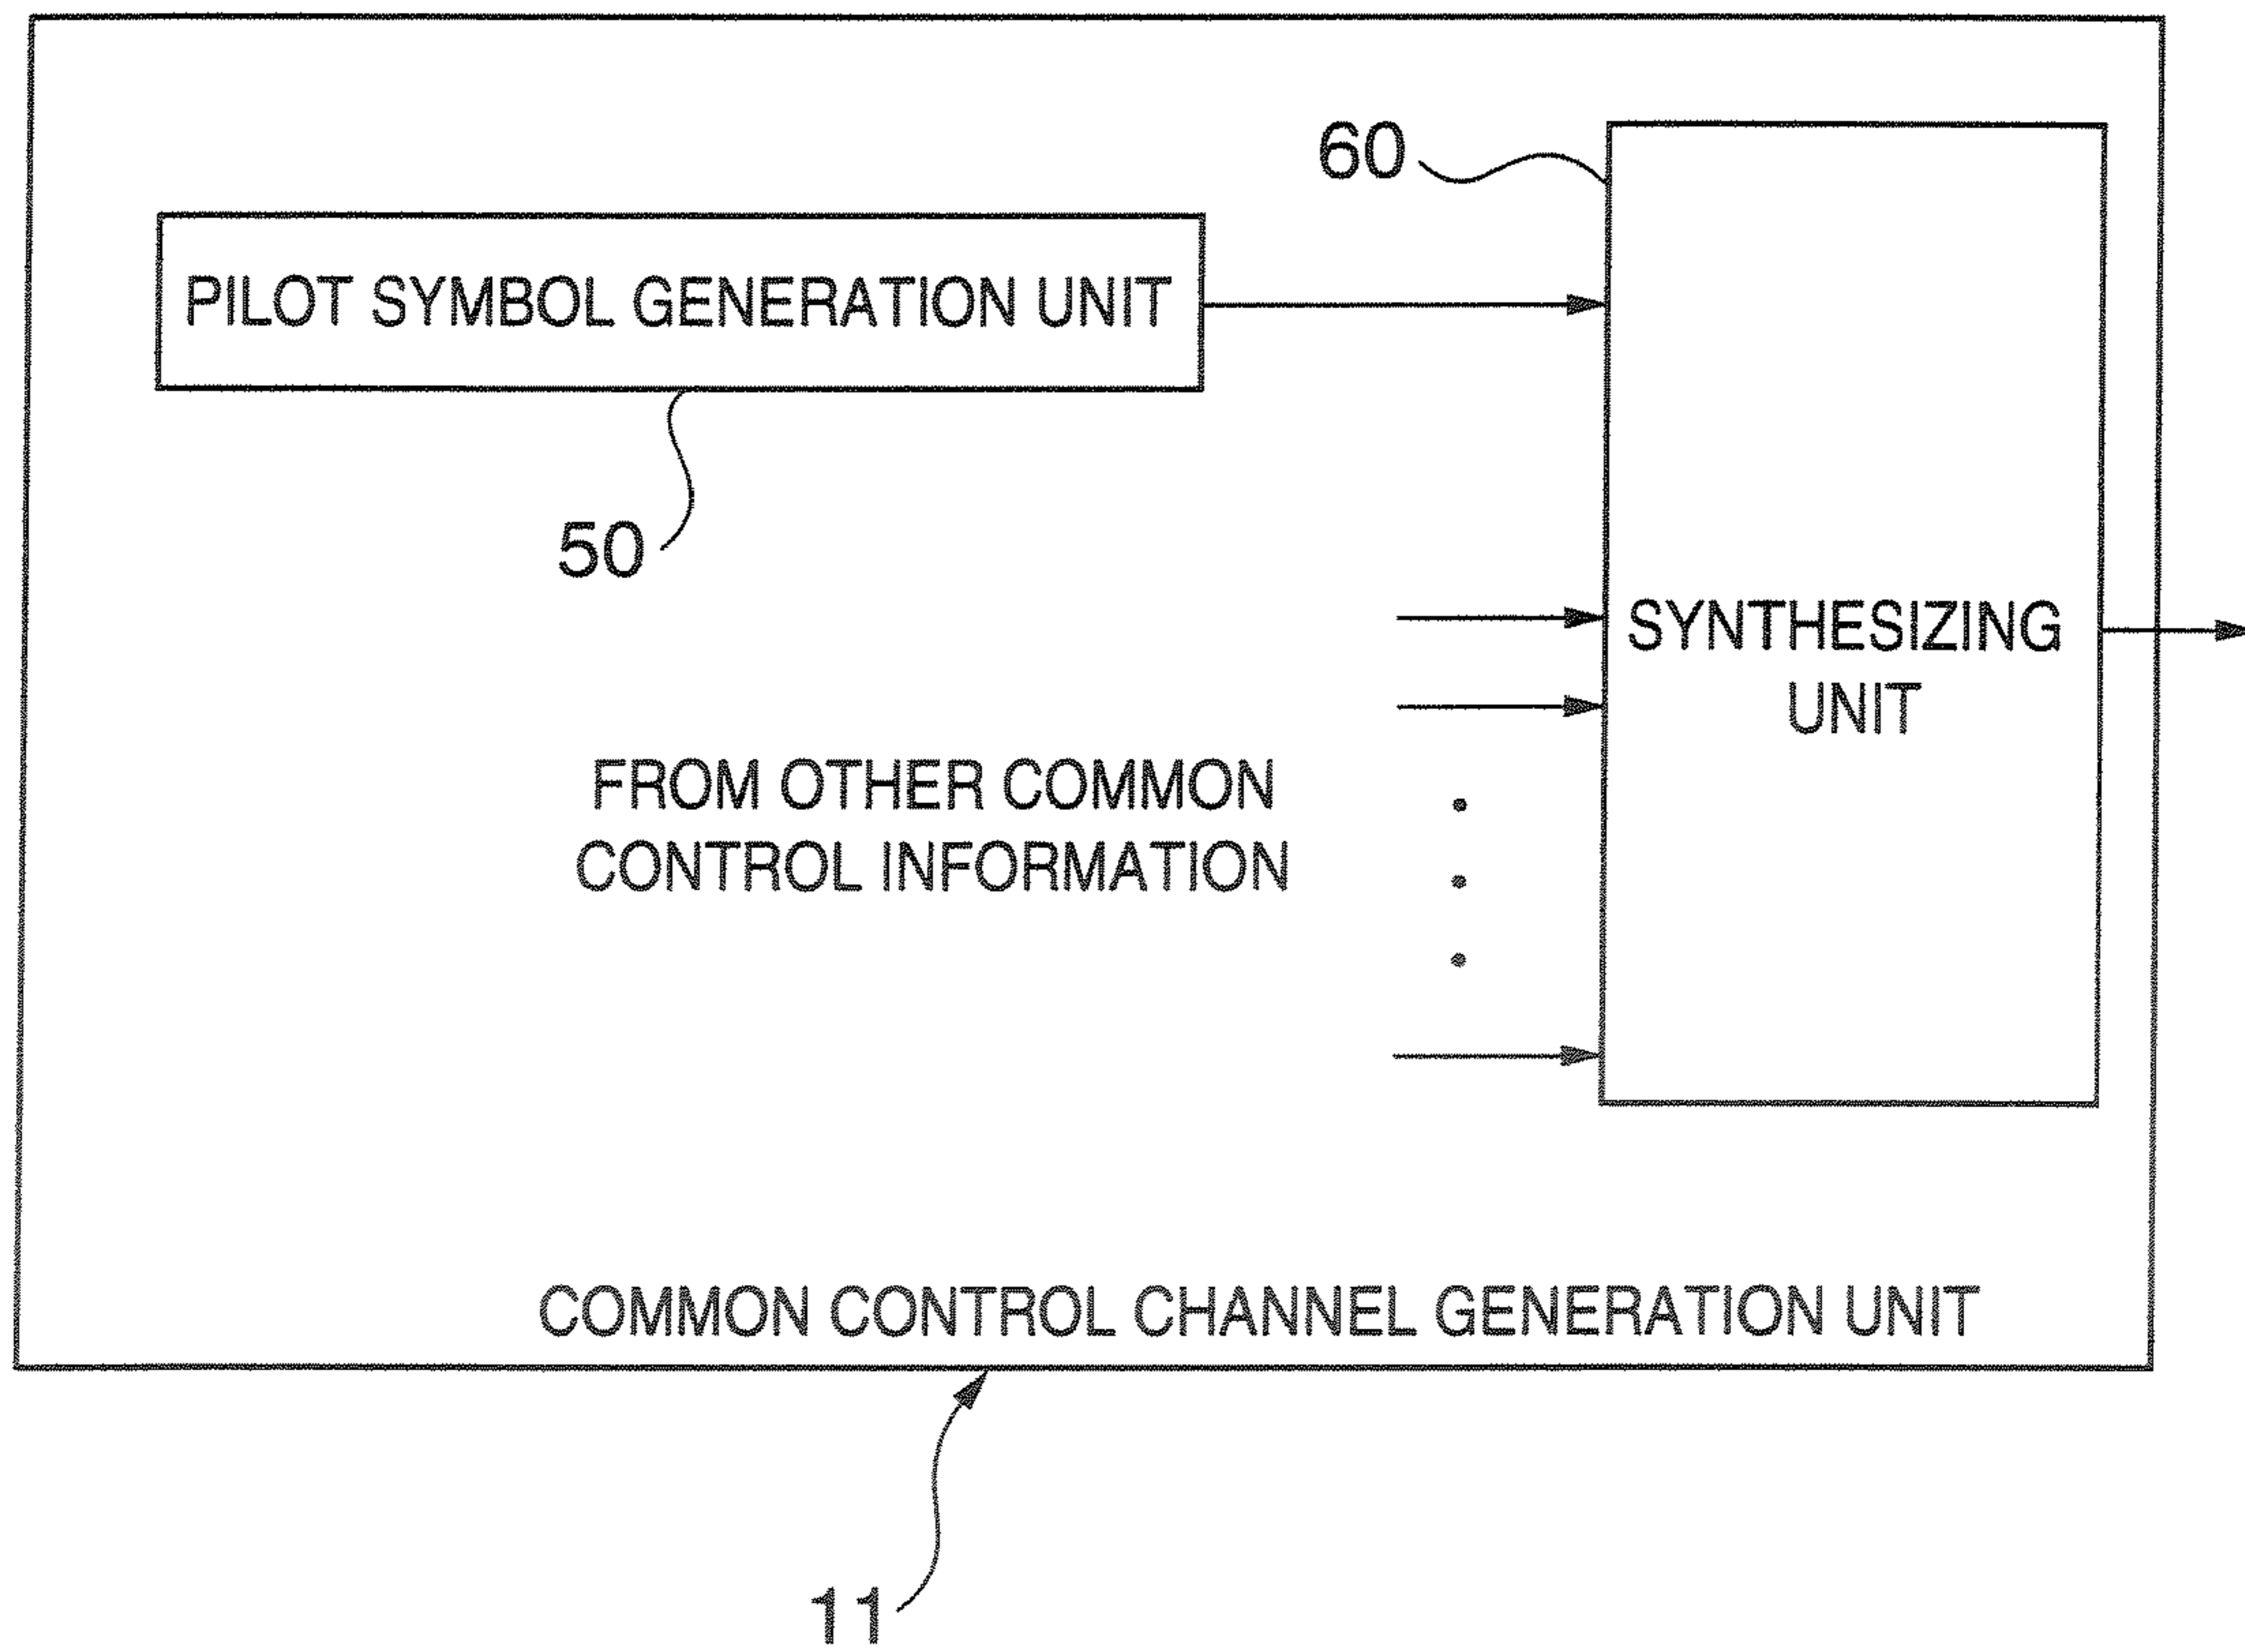 60
PILOT SYMBOL GENERATION UNIT
50
SYNTHESIZING
UNIT
FROM OTHER COMMON
CONTROL INFORMATION
COMMON CONTROL CHANNEL GENERATION UNIT
11